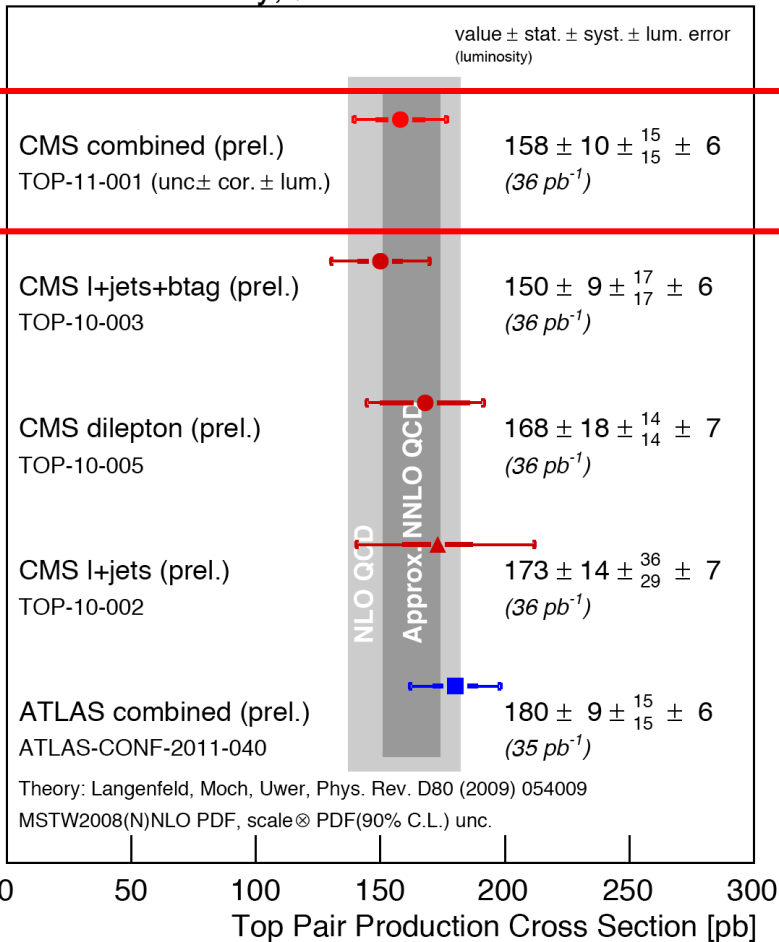 value ± stat. ± syst. ± lum. error
(luminosity)
CMS combined (prel.)
TOP-11-001 (unc± cor. ± lum.)
158 ± 10 ± 15 15 ± 6
(36 pb-1)
CMS l+jets+btag (prel.)
TOP-10-003
150 ± 9 ± 17 17 ± 6
(36 pb-1)
CMS dilepton (prel.)
TOP-10-005
168 ± 18 ± 14 14 ± 7
(36 pb-1)
CMS l+jets (prel.)
TOP-10-002
173 ± 14 ± 36 29 ± 7
(36 pb-1)
NLO QCD
Approx. NNLO QCD
ATLAS combined (prel.)
ATLAS-CONF-2011-040
180 ± 9 ± 15 15 ± 6
(35 pb-1)
Theory: Langenfeld, Moch, Uwer, Phys. Rev. D80 (2009) 054009
MSTW2008(N)NLO PDF, scale⊗ PDF(90% C.L.) unc.
0 50 100 150 200 250 300
Top Pair Production Cross Section [pb]